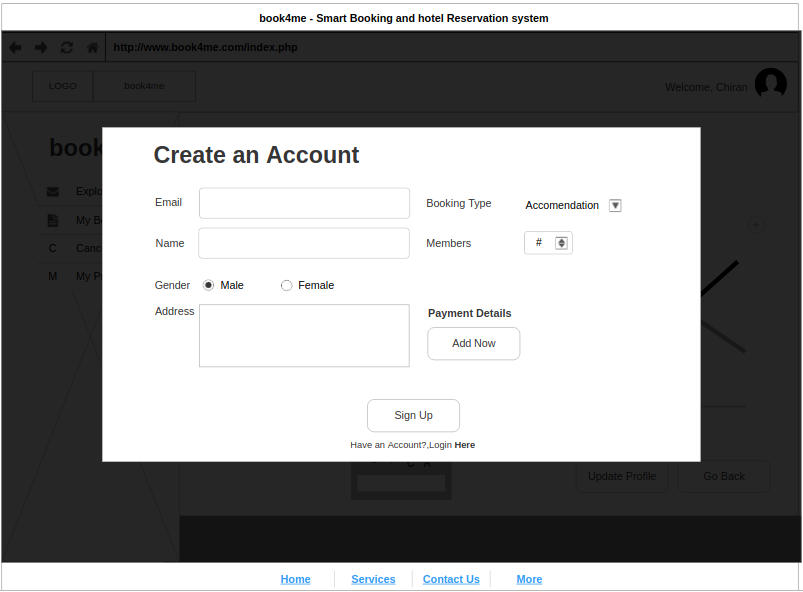 book4me - Smart Booking and hotel Reservation system
http://www.book4me.com/index.php
LOGO
book4me
Welcome, Chiran
book
Create an Account
Explo
My B
C Canc
M My P
Email
Booking Type
Accomendation
Name
Members
#
Gender
Male
Female
Address
Payment Details
Add Now
Sign Up
Have an Account?,Login Here
Update Profile
Go Back
Home
Services
Contact Us
More